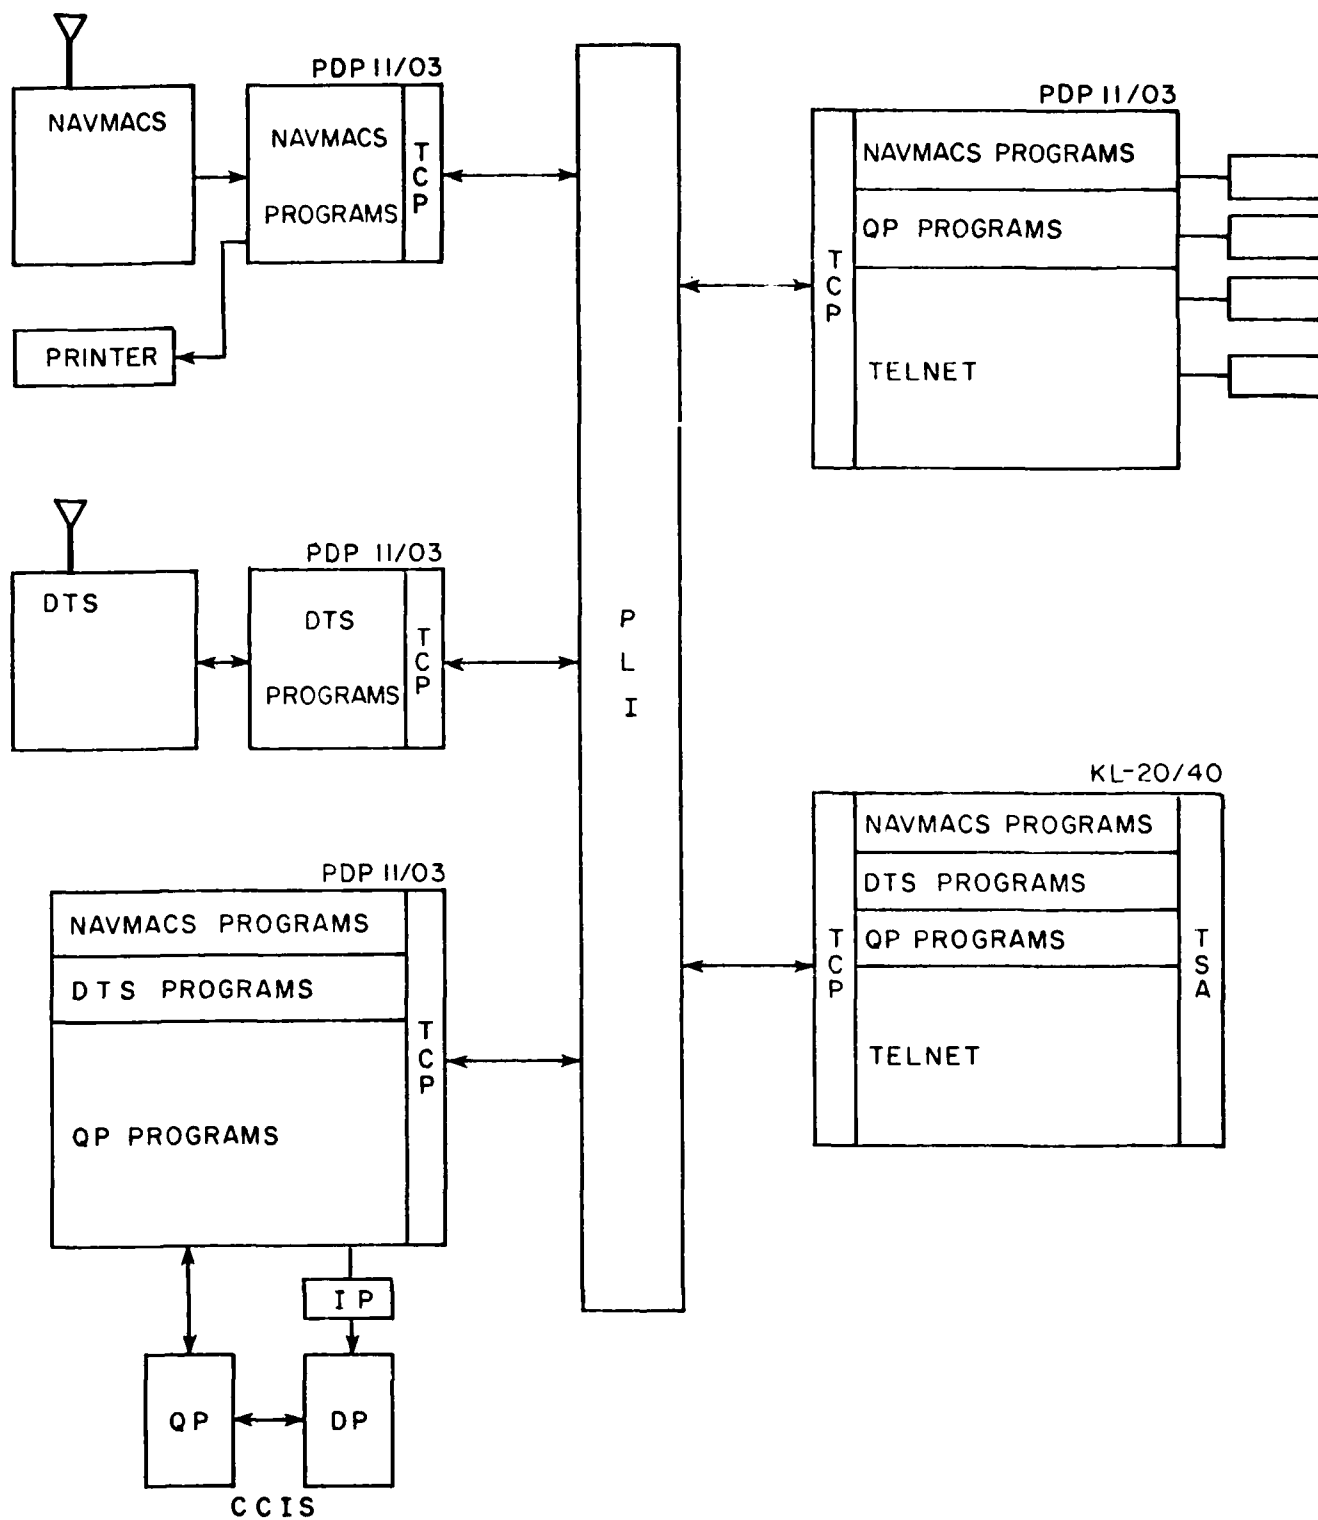 PDP 11/03
NAVMACS
NAVMACS
PROGRAMS
TCP
PRINTER
PDP 11/03
DTS
DTS
PROGRAMS
TCP
PDP 11/03
NAVMACS PROGRAMS
DTS PROGRAMS
QP PROGRAMS
TCP
IP
QP
DP
CCIS
PLI
PDP 11/03
NAVMACS PROGRAMS
QP PROGRAMS
TCP
TELNET
KL-20/40
NAVMACS PROGRAMS
DTS PROGRAMS
QP PROGRAMS
TCP
TSA
TELNET